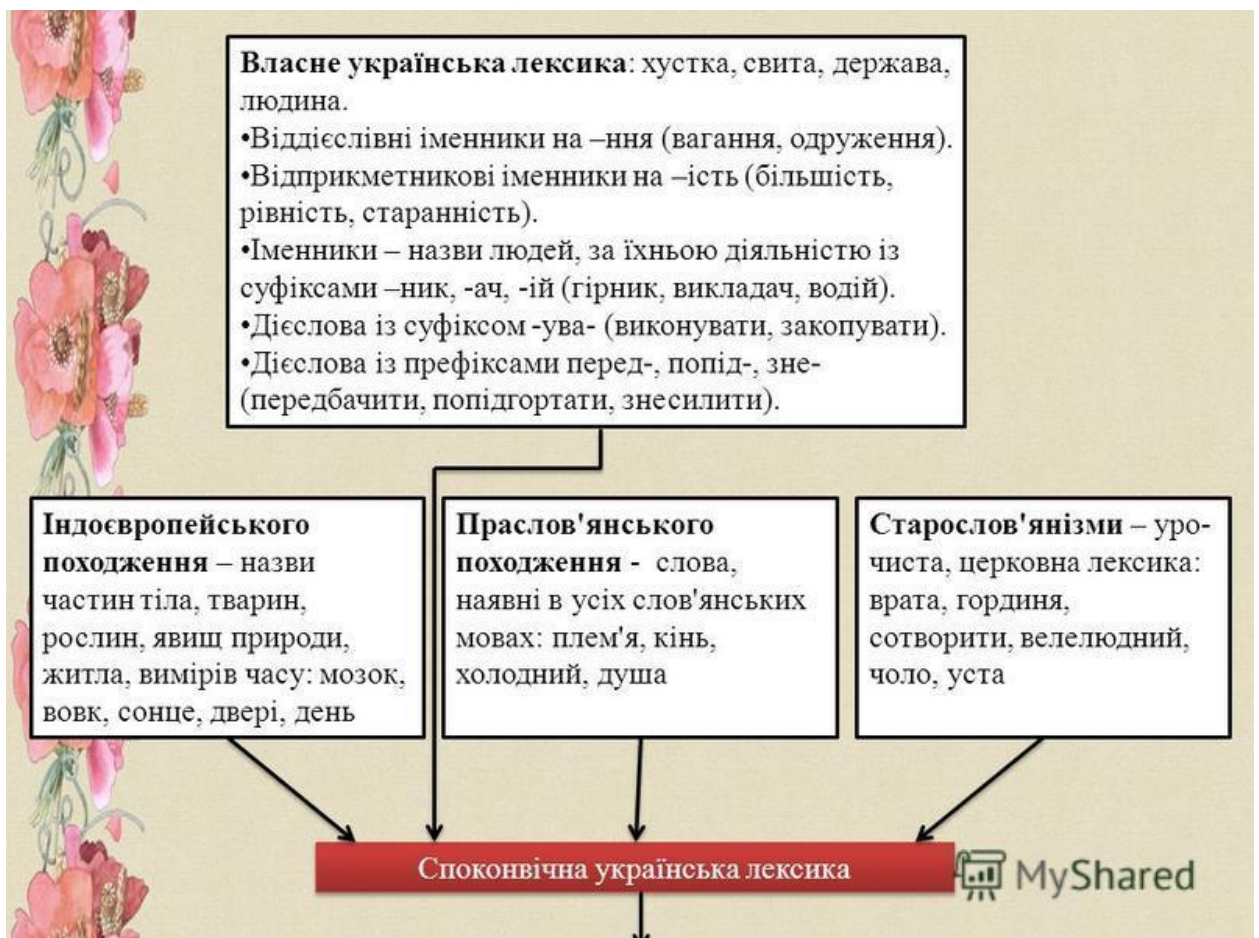 Власне українська лексика: хустка, свита, держава,
людина.
•Віддієслівні іменники на –ння (вагання, одруження).
•Відприкметникові іменники на –ість (більшість,
рівність, старанність).
•Іменники – назви людей, за їхньою діяльністю із
суфіксами –ник, -ач, -ій (гірник, викладач, водій).
•Дієслова із суфіксом -ува- (виконувати, закопувати).
•Дієслова із префіксами перед-, попід-, зне-
(передбачити, попідгортати, знесилити).
Індоєвропейського
походження – назви
частин тіла, тварин,
рослин, явищ природи,
житла, вимірів часу: мозок,
вовк, сонце, двері, день
Праслов'янського
походження - слова,
наявні в усіх слов'янських
мовах: плем'я, кінь,
холодний, душа
Старослов'янізми – уро-
чиста, церковна лексика:
врата, гординя,
сотворити, велелюдний,
чоло, уста
Споконвічна українська лексика
MyShared